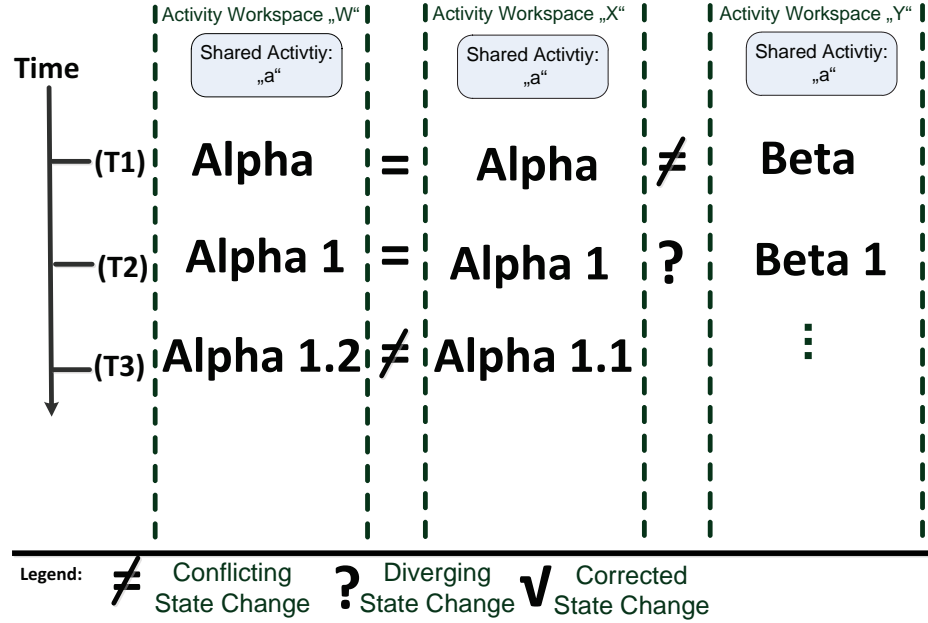 Activity Workspace „W“
Activity Workspace „X“
Activity Workspace „Y“
Shared Activtiy:
„a“
Shared Activtiy:
„a“
Shared Activtiy:
„a“
Time
(T1) Alpha = Alpha ≠ Beta
(T2) Alpha 1 = Alpha 1 ? Beta 1
(T3) Alpha 1.2 ≠ Alpha 1.1 ⋮
Legend:
≠ Conflicting
State Change
? Diverging
State Change
√ Corrected
State Change